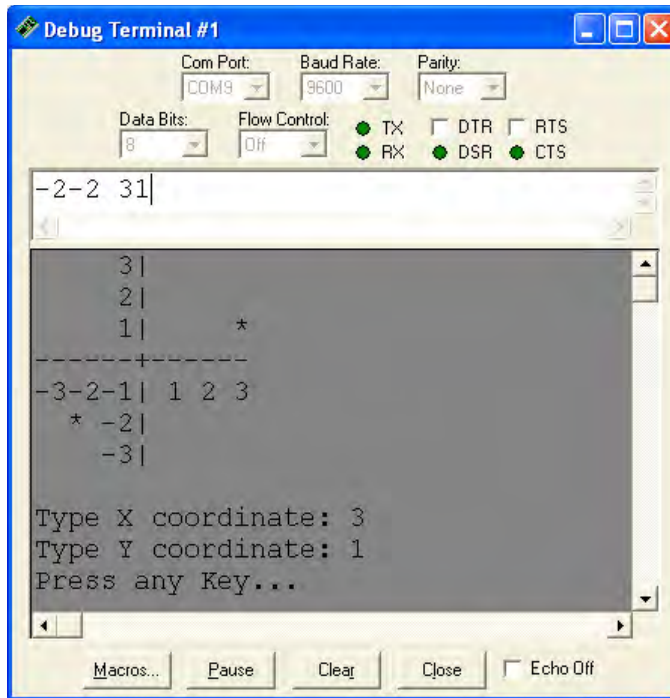 Debug Terminal #1
Com Port: Baud Rate: Parity:
COM9 9600 None
Data Bits: Flow Control: TX DTR RTS
8 Off RX DSR CTS
-2-2 31
3|
2|
1|     *
------+------
-3-2-1| 1 2 3
* -2|
-3|
Type X coordinate: 3
Type Y coordinate: 1
Press any Key...
Macros... Pause Clear Close Echo Off